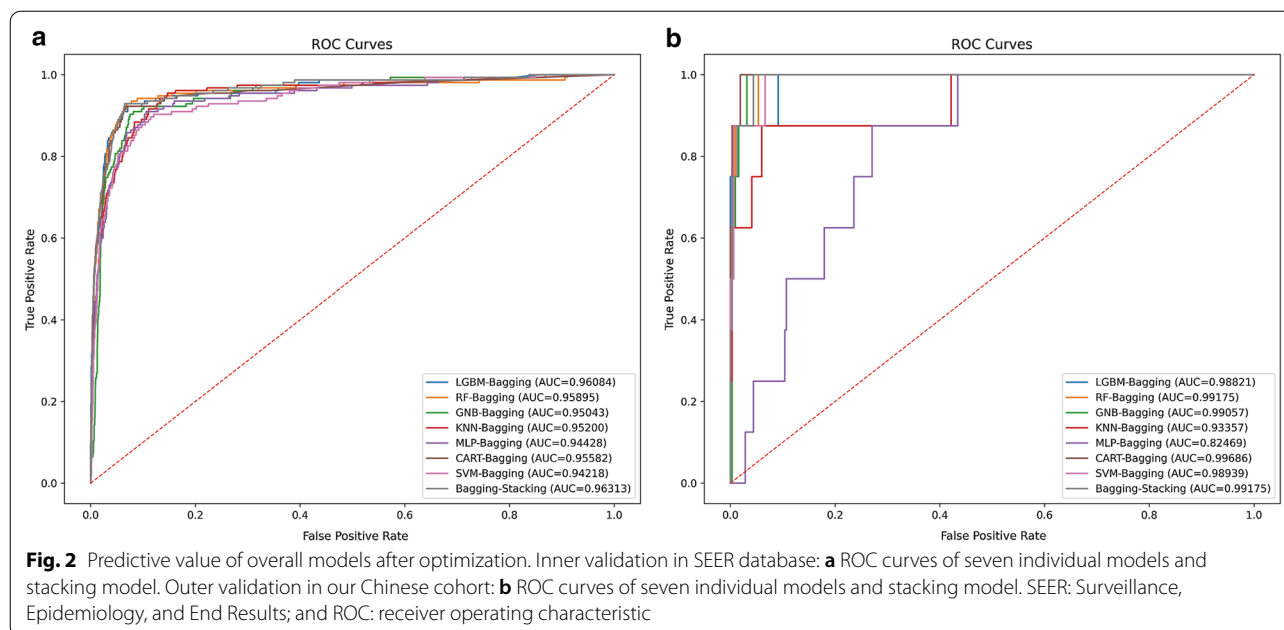 a
ROC Curves
1.0
0.8
0.6
0.4
0.2
0.0
True Positive Rate
0.0
0.2
0.4
0.6
0.8
1.0
False Positive Rate
LGBM-Bagging (AUC=0.96084)
RF-Bagging (AUC=0.95895)
GNB-Bagging (AUC=0.95043)
KNN-Bagging (AUC=0.95200)
MLP-Bagging (AUC=0.94428)
CART-Bagging (AUC=0.95582)
SVM-Bagging (AUC=0.94218)
Bagging-Stacking (AUC=0.96313)
b
ROC Curves
1.0
0.8
0.6
0.4
0.2
0.0
True Positive Rate
0.0
0.2
0.4
0.6
0.8
1.0
False Positive Rate
LGBM-Bagging (AUC=0.98821)
RF-Bagging (AUC=0.99175)
GNB-Bagging (AUC=0.99057)
KNN-Bagging (AUC=0.93357)
MLP-Bagging (AUC=0.82469)
CART-Bagging (AUC=0.99686)
SVM-Bagging (AUC=0.98939)
Bagging-Stacking (AUC=0.99175)
Fig. 2 Predictive value of overall models after optimization. Inner validation in SEER database: a ROC curves of seven individual models and
stacking model. Outer validation in our Chinese cohort: b ROC curves of seven individual models and stacking model. SEER: Surveillance,
Epidemiology, and End Results; and ROC: receiver operating characteristic